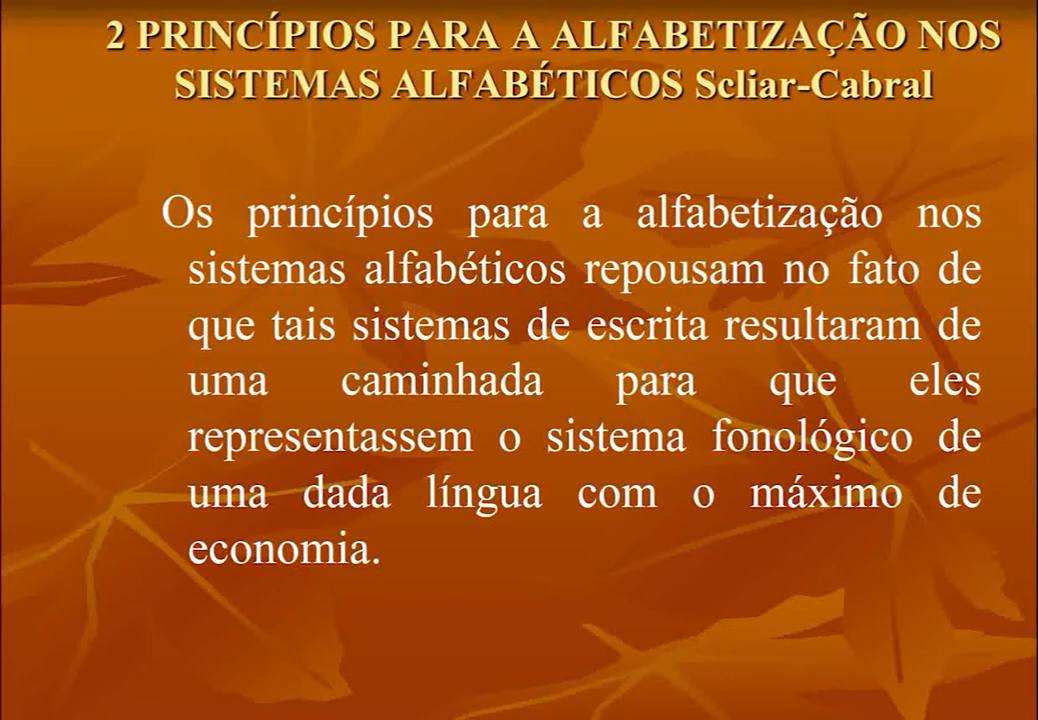 2 PRINCÍPIOS PARA A ALFABETIZAÇÃO NOS
SISTEMAS ALFABÉTICOS Scliar-Cabral
Os princípios para a alfabetização nos
sistemas alfabéticos repousam no fato de
que tais sistemas de escrita resultaram de
uma caminhada para que eles
representassem o sistema fonológico de
uma dada língua com o máximo de
economia.